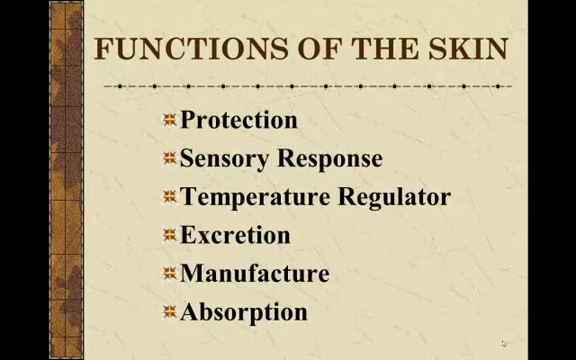 FUNCTIONS OF THE SKIN
Protection
Sensory Response
Temperature Regulator
Excretion
Manufacture
Absorption